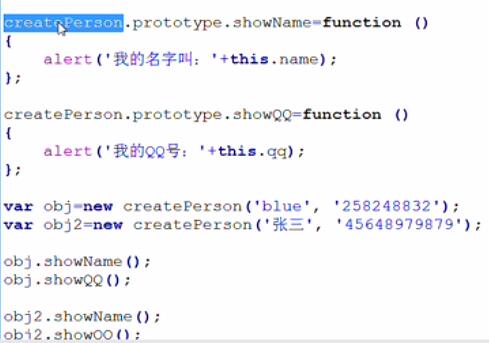 createPerson.prototype.showName=function ()
{
alert('我的名字叫：'+this.name);
};
createPerson.prototype.showQQ=function ()
{
alert('我的QQ号：'+this.qq);
};
var obj=new createPerson('blue', '258248832');
var obj2=new createPerson('张三', '45648979879');
obj.showName();
obj.showQQ();
obj2.showName();
obj2.showQQ();